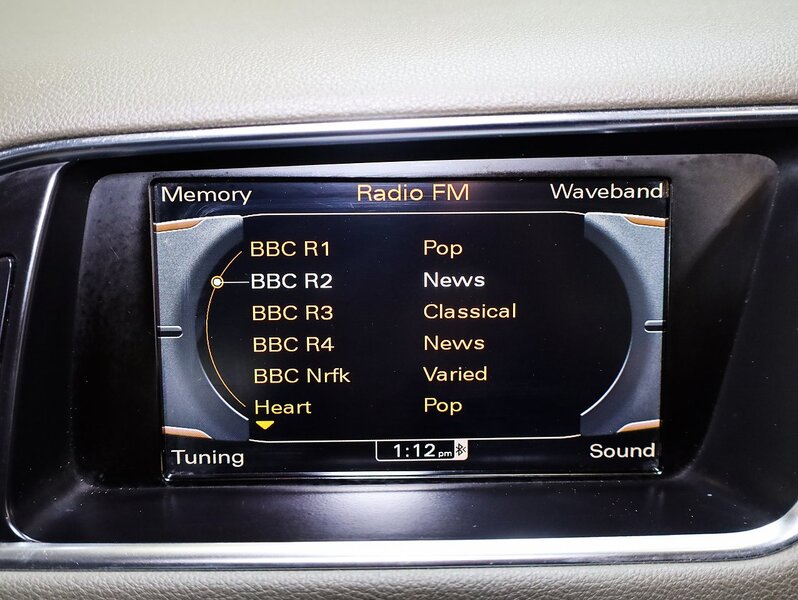 Memory Radio FM Waveband
BBC R1 Pop
BBC R2 News
BBC R3 Classical
BBC R4 News
BBC Nrfk Varied
Heart Pop
Tuning 1:12 pm Sound